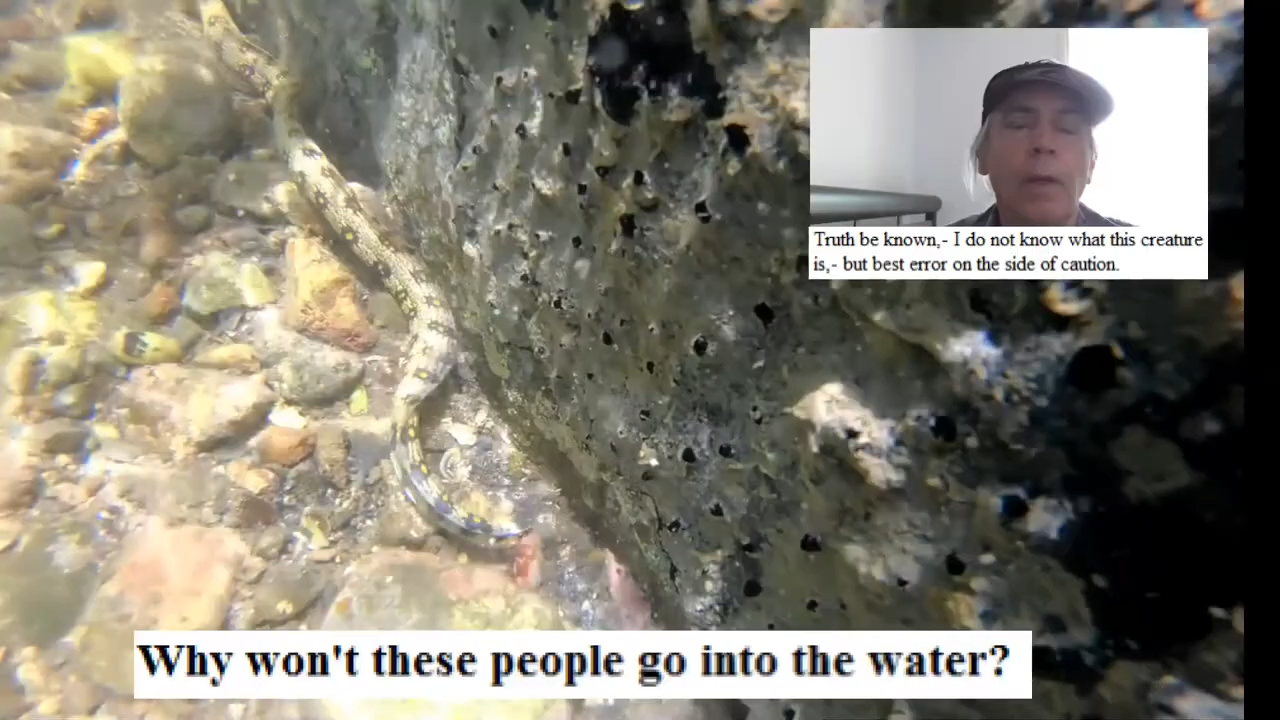 Truth be known,- I do not know what this creature
is,- but best error on the side of caution.
Why won't these people go into the water?